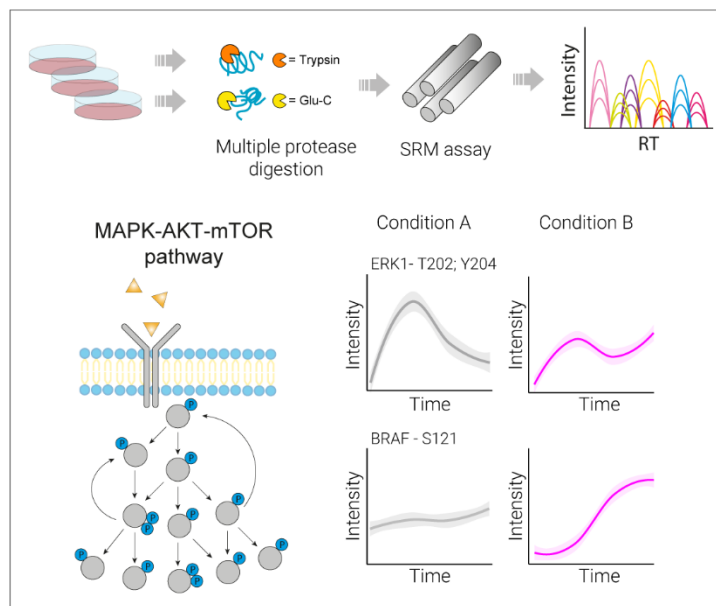 = Trypsin
= Glu-C
Multiple protease
digestion
SRM assay
Intensity
RT
MAPK-AKT-mTOR
pathway
P
P
P
P
P
P
P
P
P
P
P
P
P
Condition A
Condition B
ERK1- T202; Y204
Intensity
Time
Intensity
Time
BRAF - S121
Intensity
Time
Intensity
Time